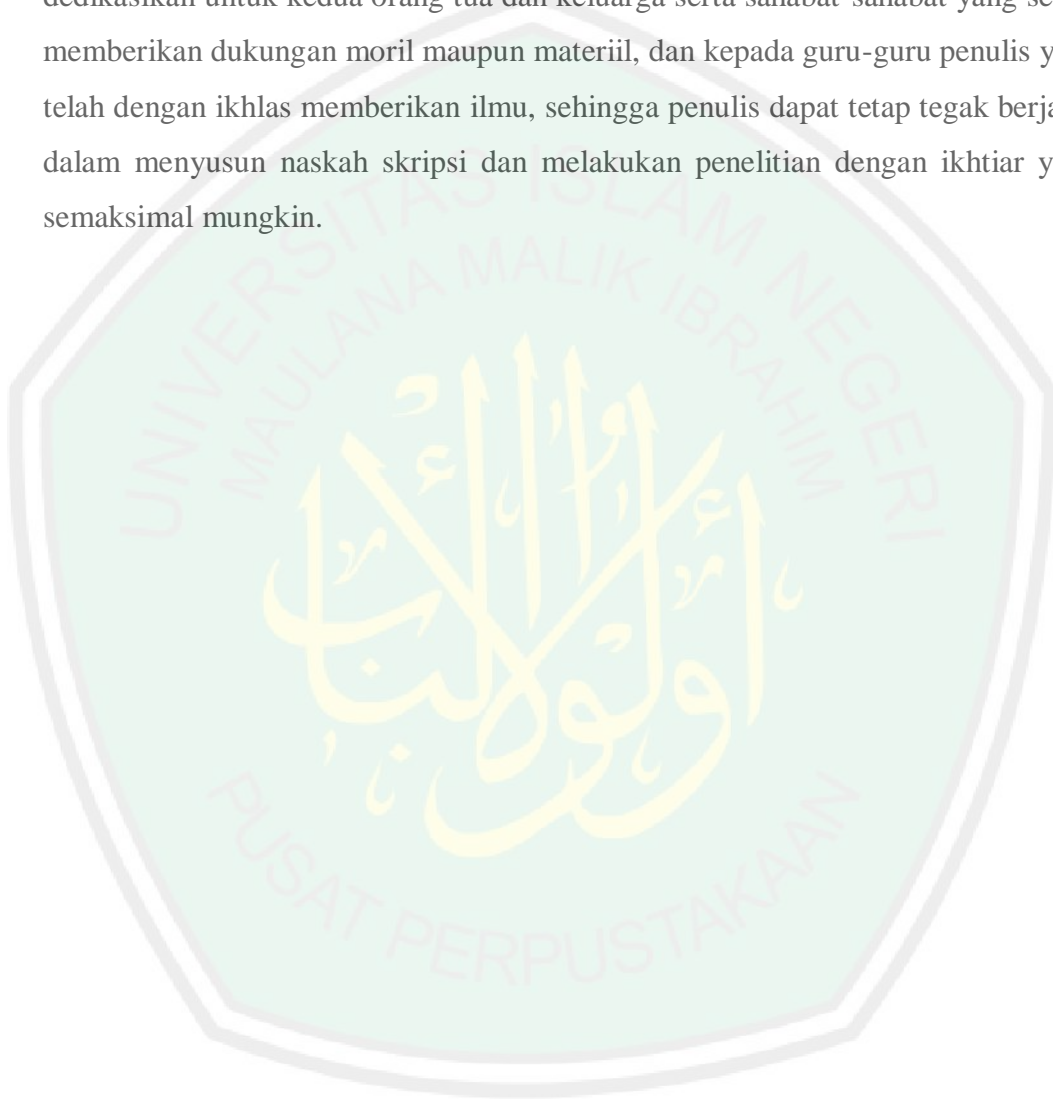 dedikasikan untuk kedua orang tua dan keluarga serta sahabat-sahabat yang
memberikan dukungan moril maupun materiil, dan kepada guru-guru penulis
telah dengan ikhlas memberikan ilmu, sehingga penulis dapat tetap tegak
dalam menyusun naskah skripsi dan melakukan penelitian dengan ikhtiar
semaksimal mungkin.
UNIVERSITAS ISLAM NEGERI
MAULANA MALIK IBRAHIM
أولوا الألباب
PUSAT PERPUSTAKAAN